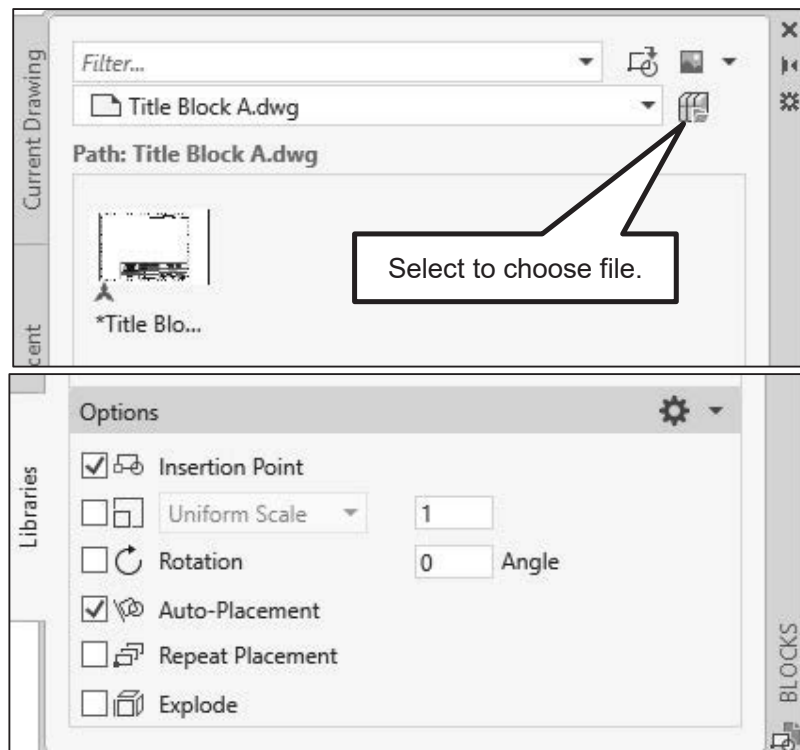 Current Drawing
Filter...
Title Block A.dwg
Path: Title Block A.dwg
Select to choose file.
*Title Blo...
cent
Options
Libraries
Insertion Point
Uniform Scale 1
Rotation 0 Angle
Auto-Placement
Repeat Placement
Explode
BLOCKS